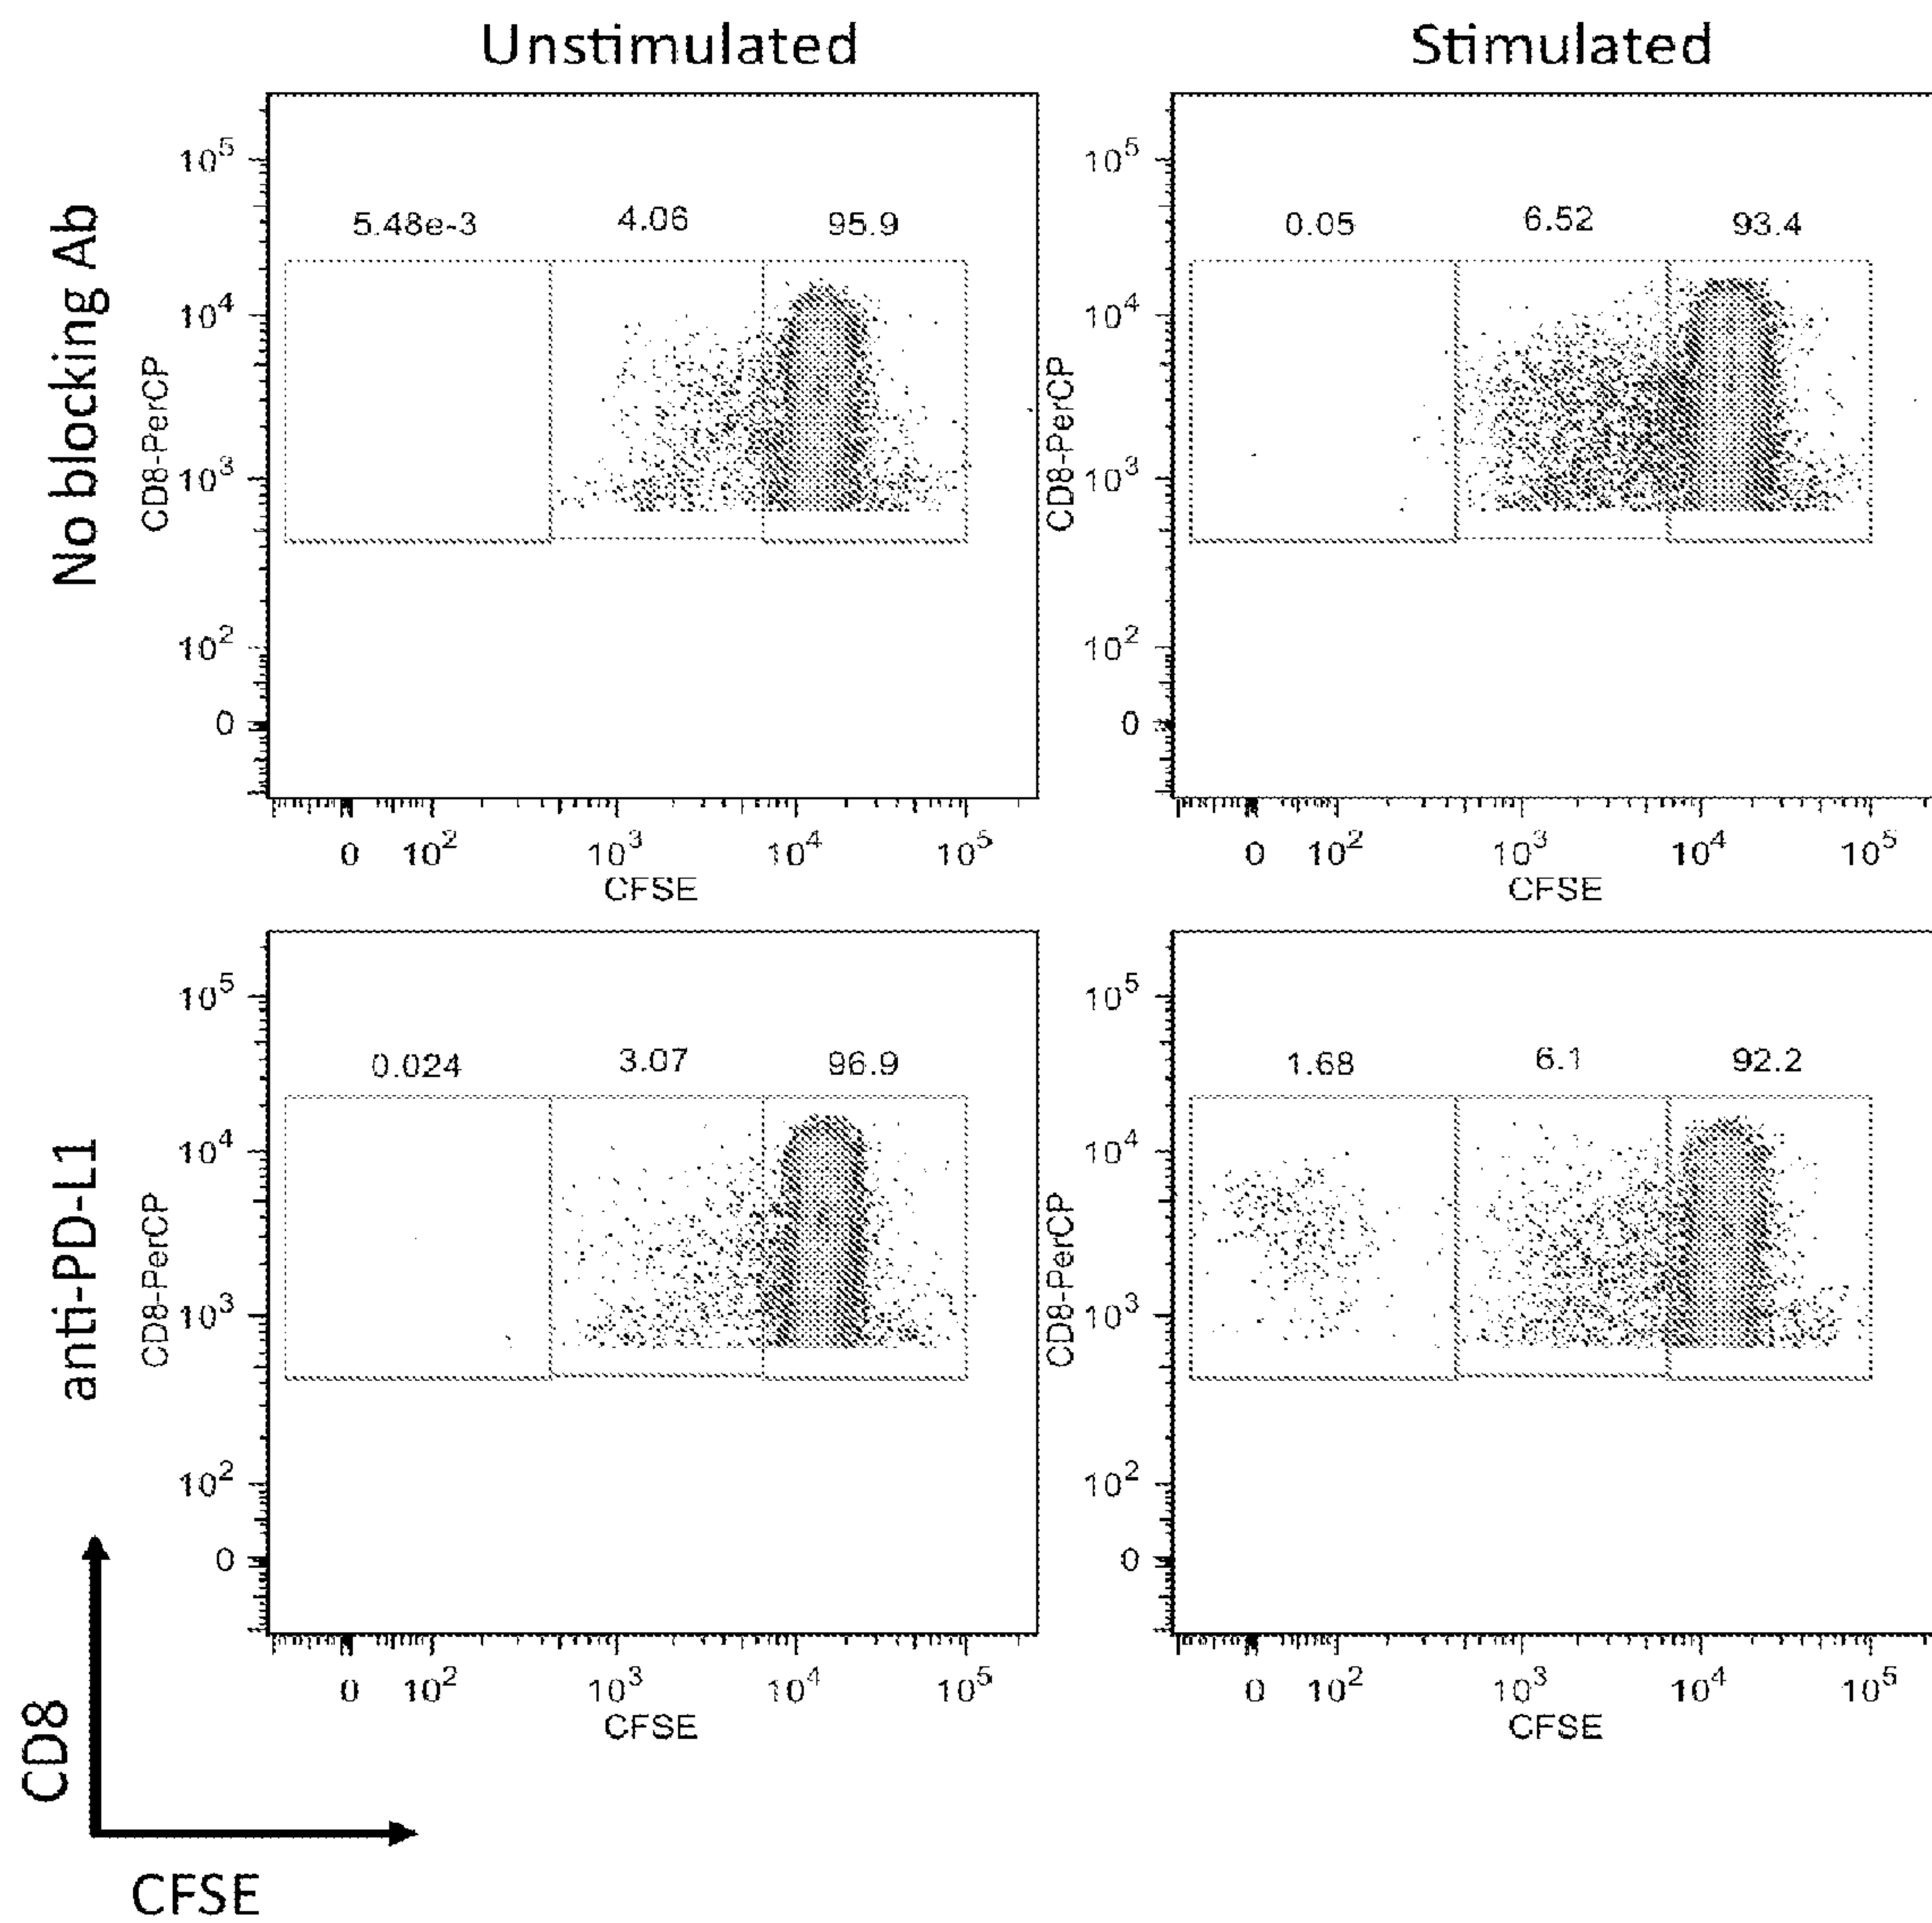 Unstimulated Stimulated
No blocking Ab
CD8-PerCP
10^5
5.48e-3 4.06 95.9
10^4
10^3
10^2
0
0 10^2 10^3 10^4 10^5
CFSE
CD8-PerCP
10^5
0.05 6.52 93.4
10^4
10^3
10^2
0
0 10^2 10^3 10^4 10^5
CFSE
anti-PD-L1
CD8-PerCP
10^5
0.024 3.07 96.9
10^4
10^3
10^2
0
0 10^2 10^3 10^4 10^5
CFSE
CD8-PerCP
10^5
1.68 6.1 92.2
10^4
10^3
10^2
0
0 10^2 10^3 10^4 10^5
CFSE
CD8
CFSE